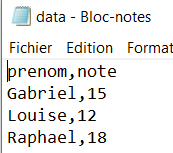 data - Bloc-notes
Fichier Edition Format
prenom,note
Gabriel,15
Louise,12
Raphael,18